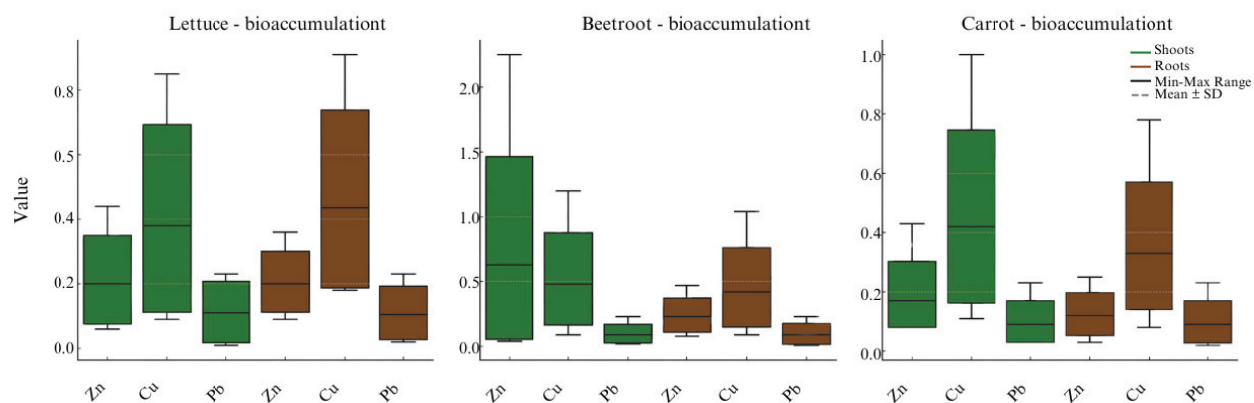 Lettuce - bioaccumulationt
Value
0.8
0.5
0.4
0.2
0.0
Zn
Cu
Pb
Zn
Cu
Pb
Beetroot - bioaccumulationt
2.0
1.5
1.0
0.5
0.0
Zn
Cu
Pb
Zn
Cu
Pb
Carrot - bioaccumulationt
Shoots
Roots
Min-Max Range
Mean ± SD
1.0
0.8
0.6
0.4
0.2
0.0
Zn
Cu
Pb
Zn
Cu
Pb